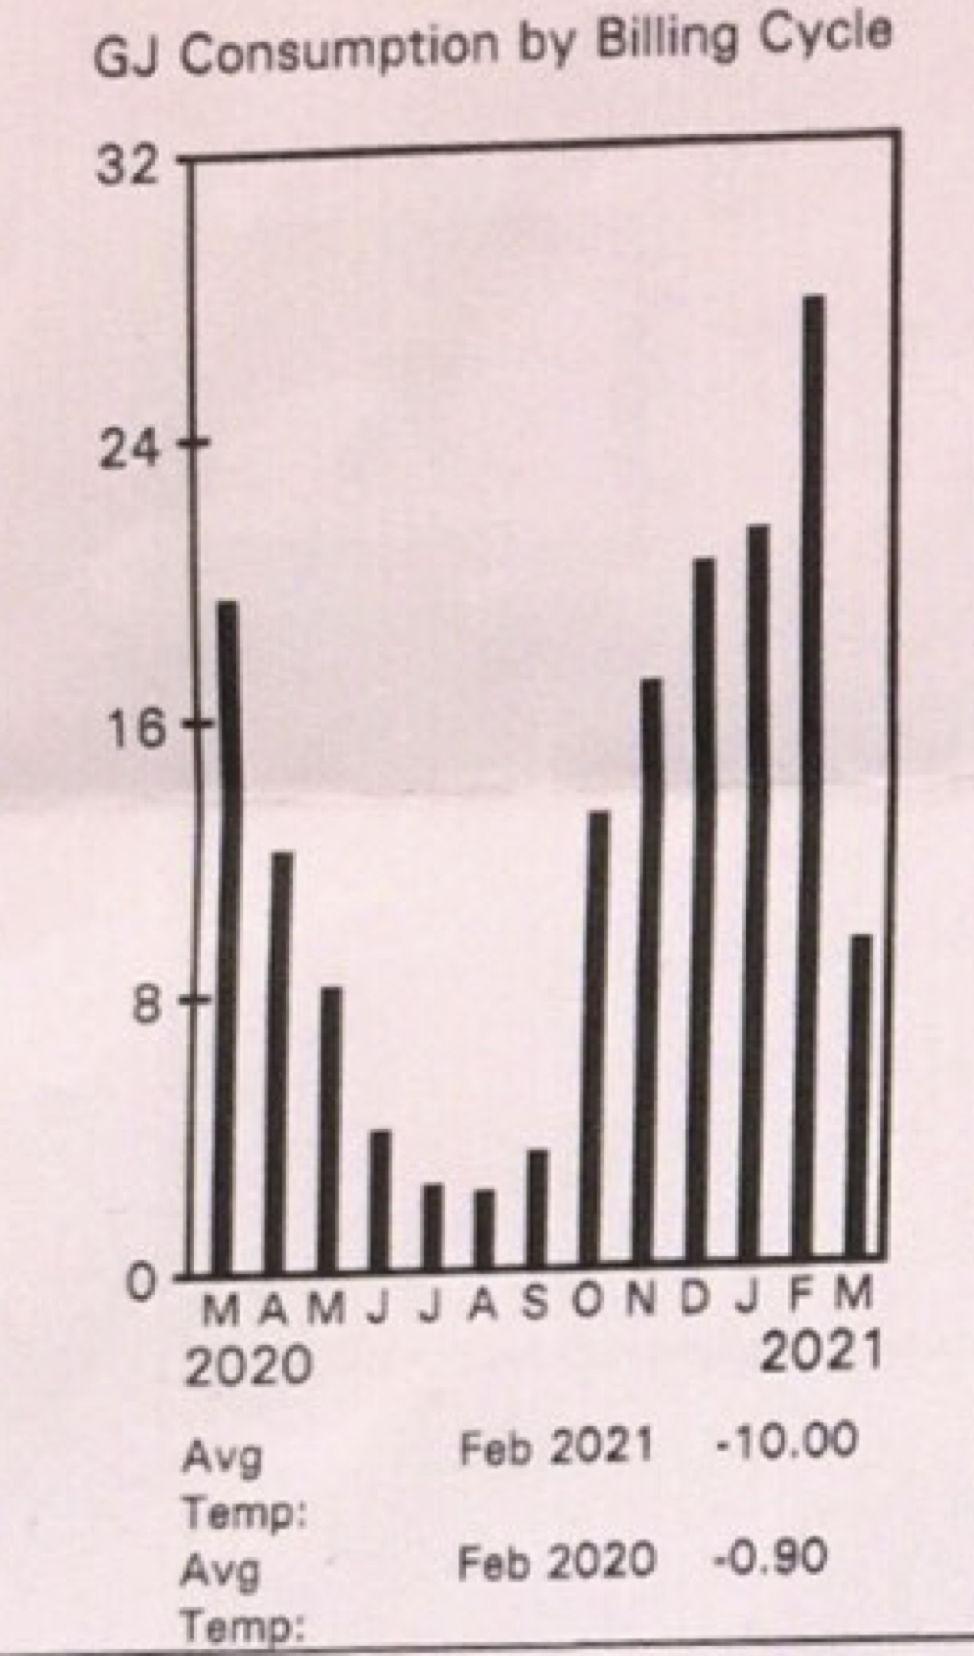 GJ Consumption by Billing Cycle
32
24
16
8
0
M A M J J A S O N D J F M
2020 2021
Avg Feb 2021 -10.00
Temp:
Avg Feb 2020 -0.90
Temp: